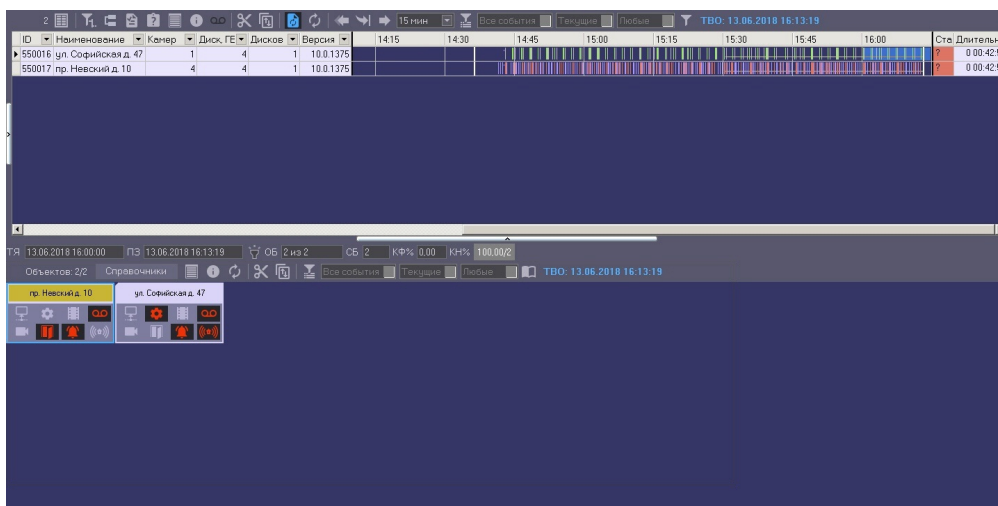 2 15 мин Все события Текущие Любые ТВО: 13.06.2018 16:13:19
ID Наименование Камер Диск, ГЕ Дисков Версия 14:15 14:30 14:45 15:00 15:15 15:30 15:45 16:00 Ста Длительн
550016 ул. Софийская д. 47 1 4 1 10.0.1375 ? 0 00:42:
550017 пр. Невский д. 10 4 4 1 10.0.1375 ? 0 00:42:
ТЯ 13.06.2018 16:00:00 ПЗ 13.06.2018 16:13:19 ОБ 2 из 2 СБ 2 КФ% 0.00 КН% 100.00/2
Объектов: 2/2 Справочники Все события Текущие Любые ТВО: 13.06.2018 16:13:19
пр. Невский д. 10 ул. Софийская д. 47